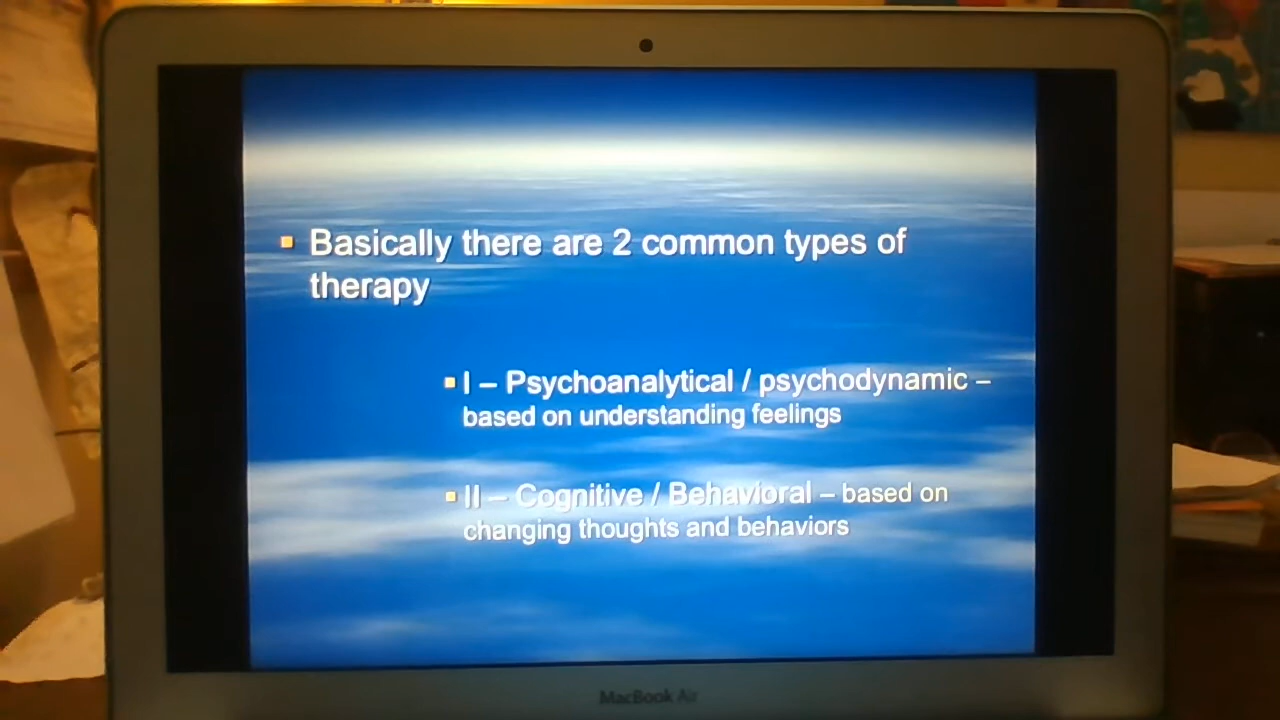 Basically there are 2 common types of
therapy
I – Psychoanalytical / psychodynamic –
based on understanding feelings
II – Cognitive / Behavioral – based on
changing thoughts and behaviors
MacBook Air